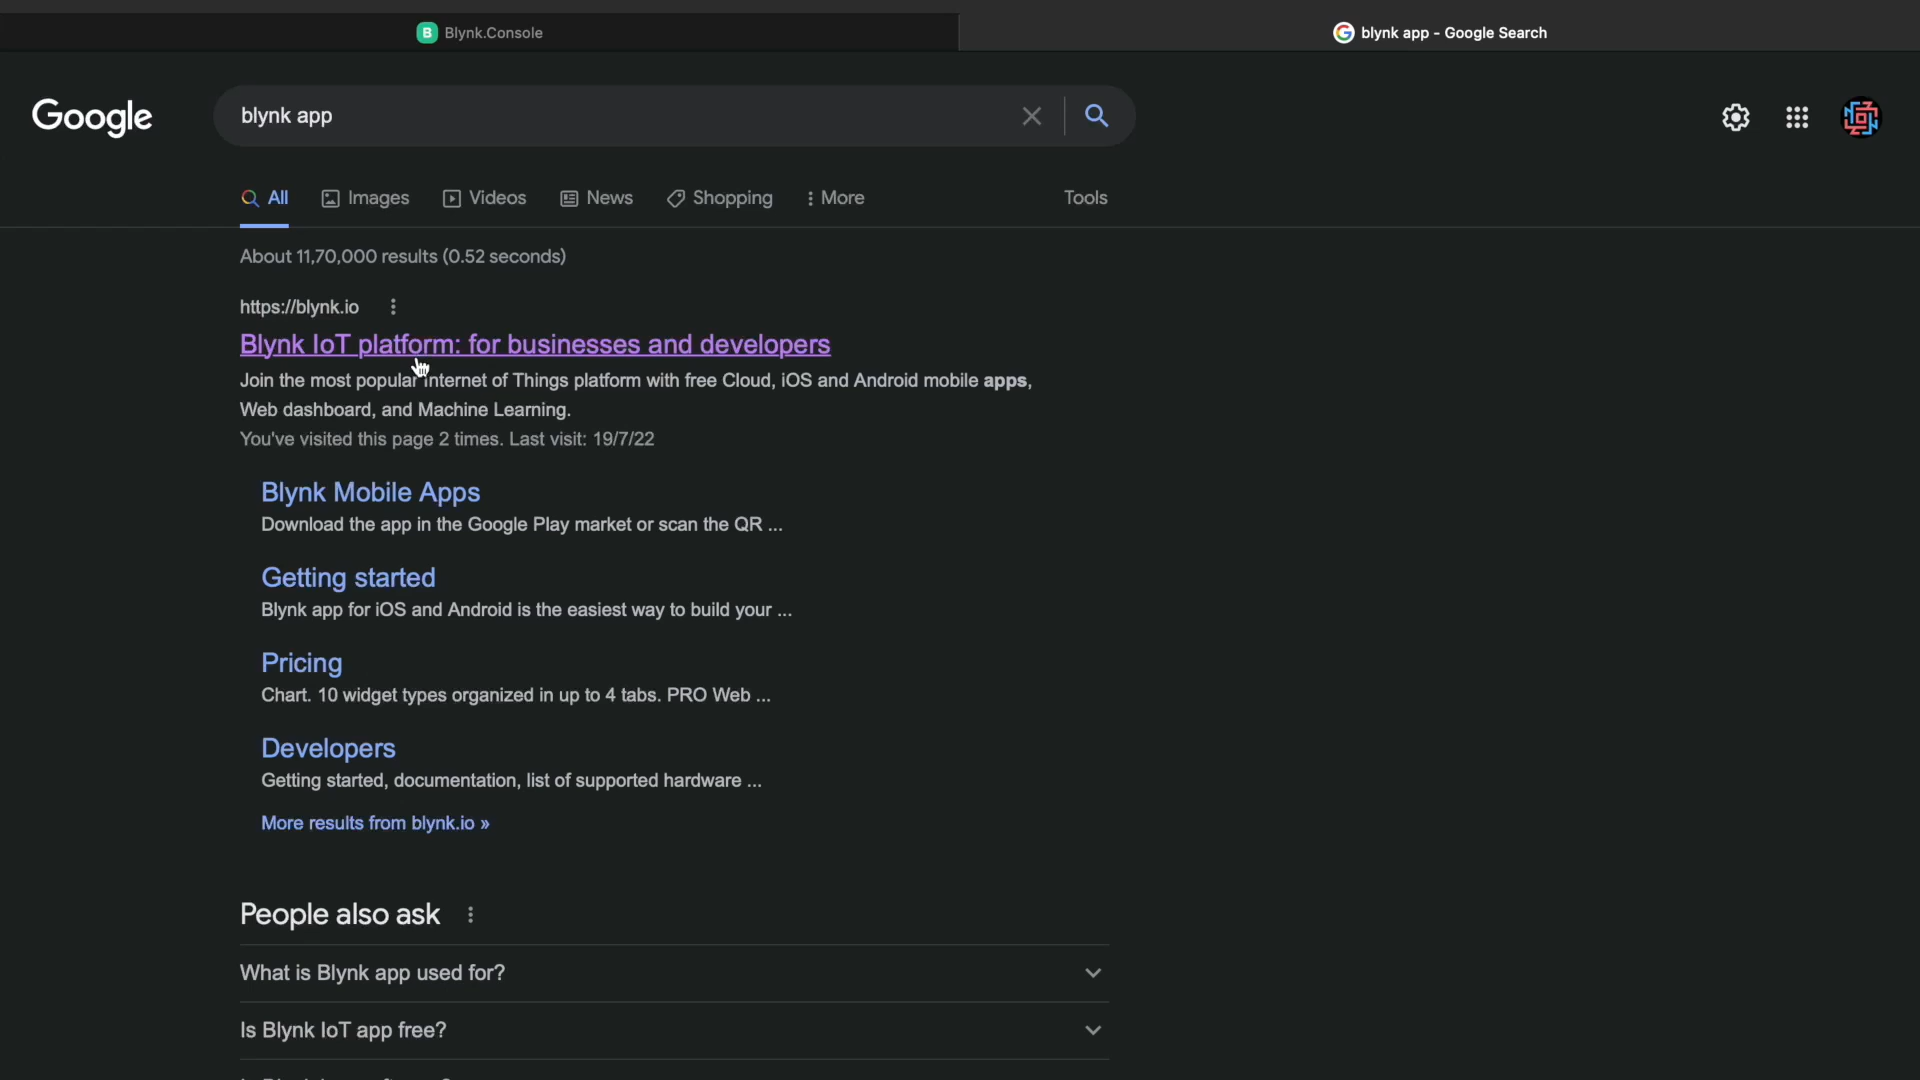 B Blynk.Console
blynk app - Google Search
Google
blynk app
All Images Videos News Shopping More Tools
About 11,70,000 results (0.52 seconds)
https://blynk.io
Blynk IoT platform: for businesses and developers
Join the most popular Internet of Things platform with free Cloud, iOS and Android mobile apps,
Web dashboard, and Machine Learning.
You've visited this page 2 times. Last visit: 19/7/22
Blynk Mobile Apps
Download the app in the Google Play market or scan the QR ...
Getting started
Blynk app for iOS and Android is the easiest way to build your ...
Pricing
Chart. 10 widget types organized in up to 4 tabs. PRO Web ...
Developers
Getting started, documentation, list of supported hardware ...
More results from blynk.io »
People also ask
What is Blynk app used for?
Is Blynk IoT app free?